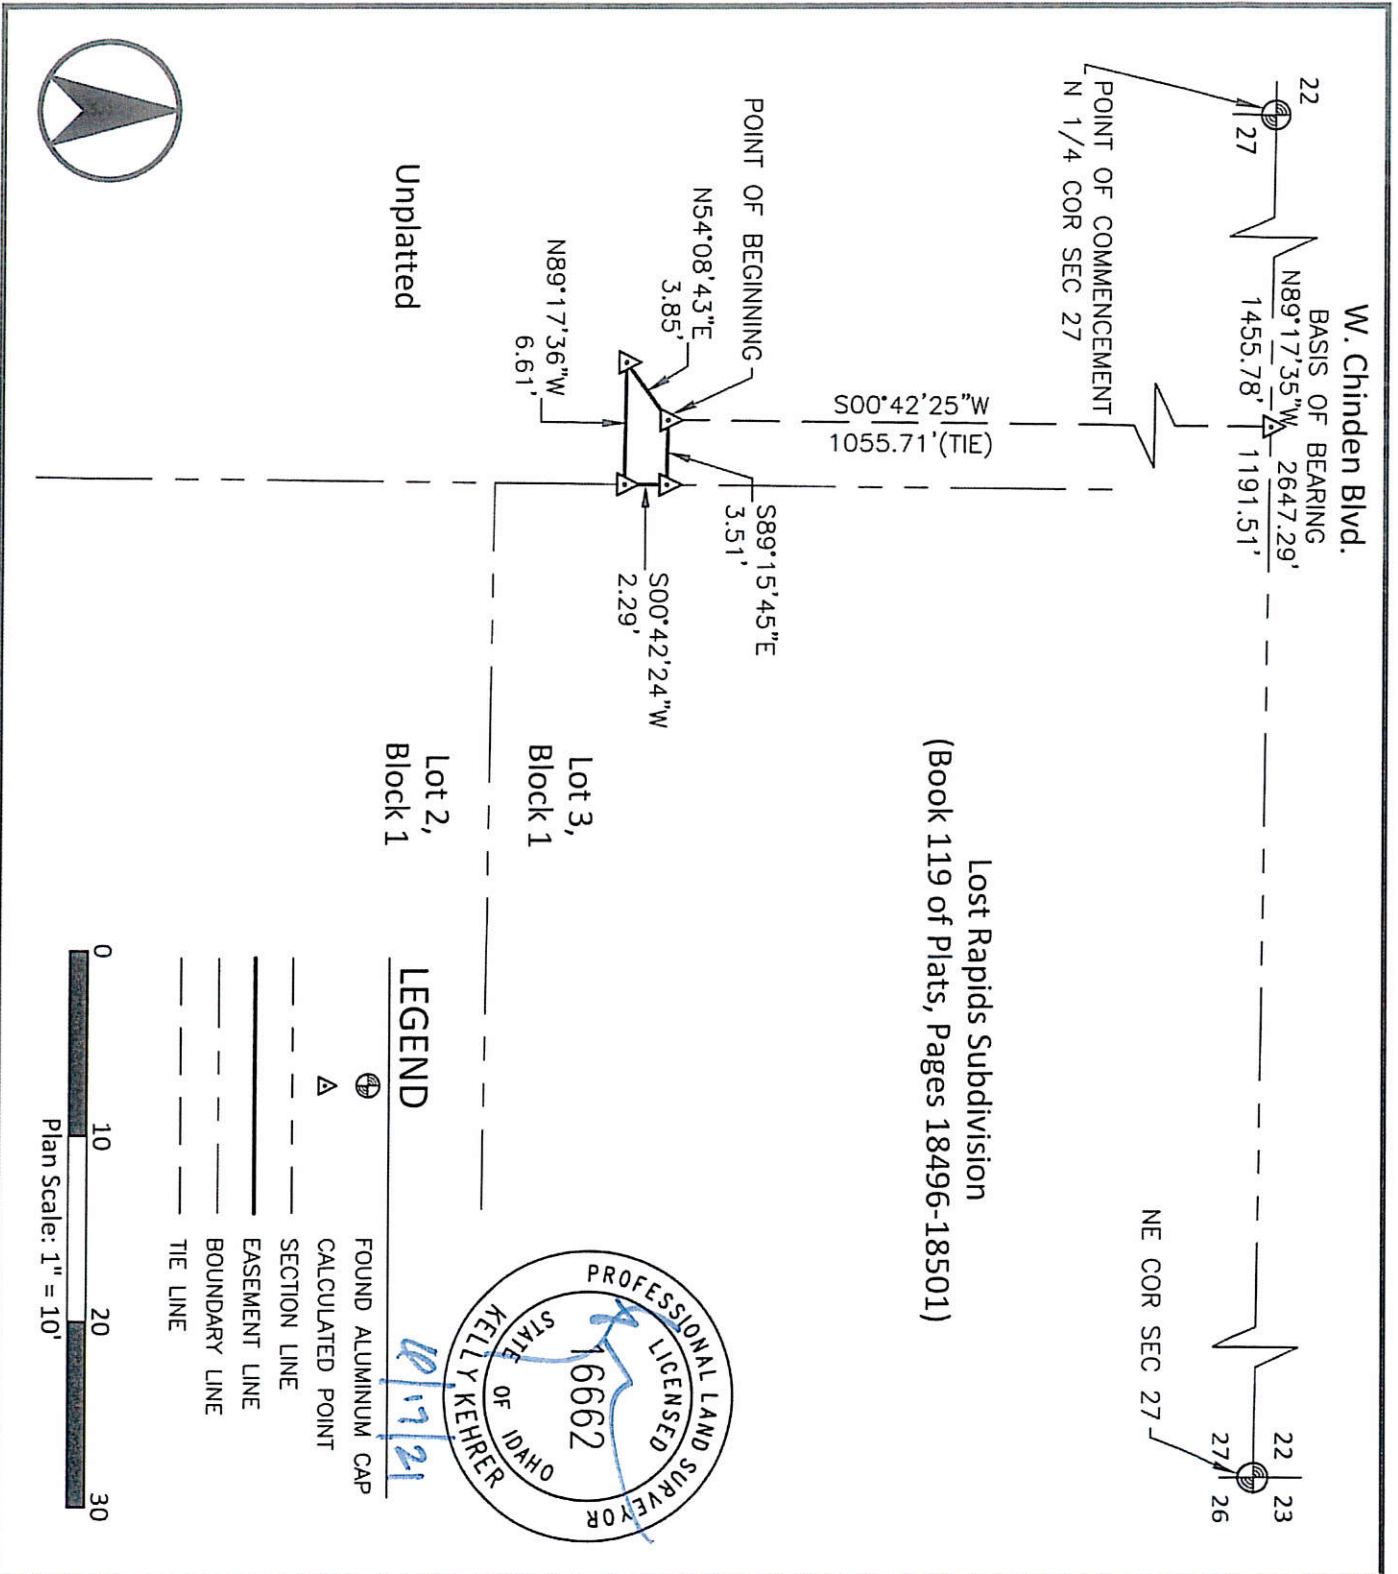 W. Chinden Blvd.
BASIS OF BEARING
N89°17'35"W 2647.29'
1455.78' 1191.51'
22
27
POINT OF COMMENCEMENT
N 1/4 COR SEC 27
22 23
27 26
NE COR SEC 27
S00°42'25"W
1055.71'(TIE)
Lost Rapids Subdivision
(Book 119 of Plats, Pages 18496-18501)
POINT OF BEGINNING
S89°15'45"E
3.51'
N54°08'43"E
3.85'
S00°42'24"W
2.29'
N89°17'36"W
6.61'
Unplatted
Lot 3,
Block 1
Lot 2,
Block 1
PROFESSIONAL LAND SURVEYOR
LICENSED
16662
STATE OF IDAHO
KELLY KEHRER
LEGEND
FOUND ALUMINUM CAP
CALCULATED POINT
SECTION LINE
EASEMENT LINE
BOUNDARY LINE
TIE LINE
0 10 20 30
Plan Scale: 1" = 10'